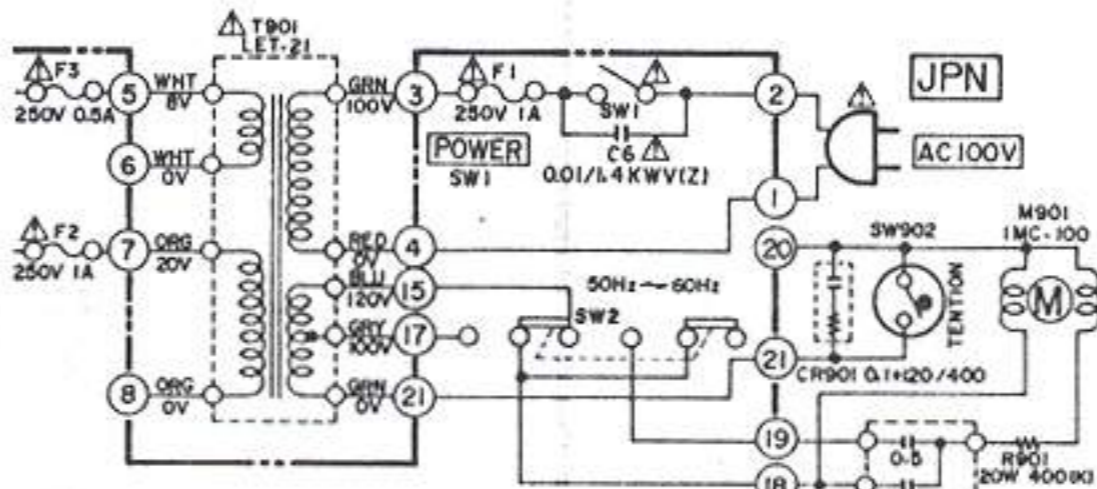 T901
LET-21
F3
250V 0.5A
5
WHT
8V
GRN
100V
3
F1
250V 1A
SW1
C6
0.01/1.4KWV(Z)
2
JPN
6
WHT
0V
POWER
SW1
AC100V
1
F2
250V 1A
7
ORG
20V
RED
0V
4
20
SW902
M901
1MC-100
BLU
120V
15
50Hz～60Hz
SW2
TENTION
M
GRY
100V
17
21
CR901 0.1+120/400
8
ORG
0V
GRN
0V
21
19
0.5
R901
20W 400(K)
18